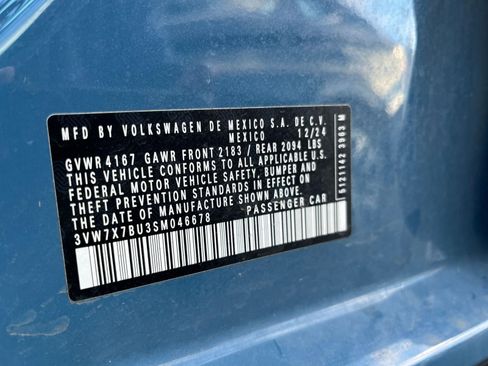 MFD BY VOLKSWAGEN DE MEXICO S.A. DE C.V.
MEXICO 12/24
GVWR 4167 GAWR FRONT 2183 / REAR 2094 LBS
THIS VEHICLE CONFORMS TO ALL APPLICABLE U.S.
FEDERAL MOTOR VEHICLE SAFETY, BUMPER AND
THEFT PREVENTION STANDARDS IN EFFECT ON
THE DATE OF MANUFACTURE SHOWN ABOVE.
3VW7X7BU3SM046678 PASSENGER CAR
5121142 3963 M